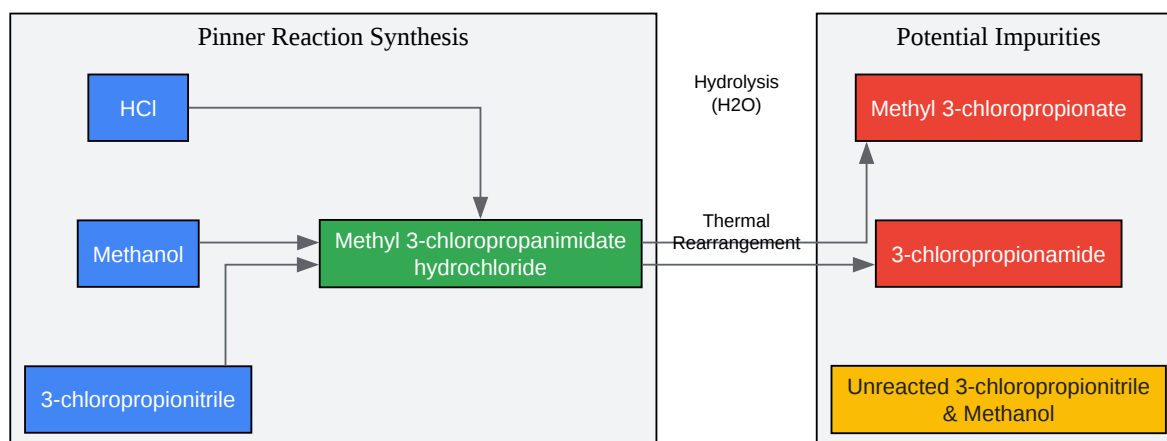 Pinner Reaction Synthesis
HCl
Methanol
3-chloropropionitrile
Methyl 3-chloropropanimidate
hydrochloride
Hydrolysis
(H2O)
Thermal
Rearrangement
Potential Impurities
Methyl 3-chloropropionate
3-chloropropionamide
Unreacted 3-chloropropionitrile
& Methanol